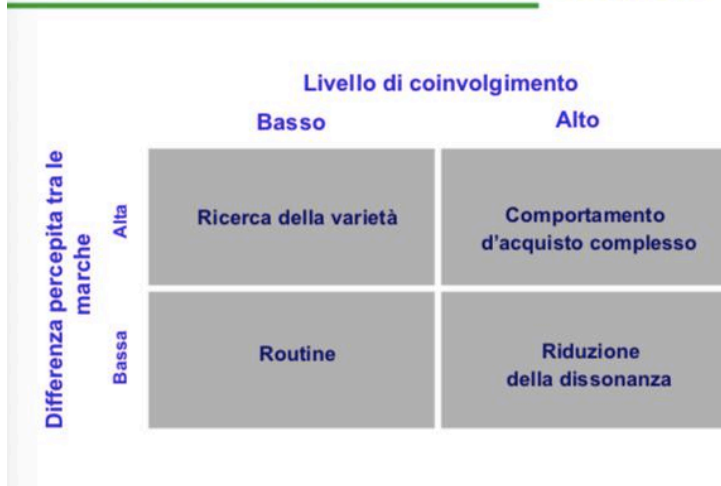 Livello di coinvolgimento
Basso Alto
Differenza percepita tra le
marche
Alta
Ricerca della varietà
Comportamento
d'acquisto complesso
Bassa
Routine
Riduzione
della dissonanza